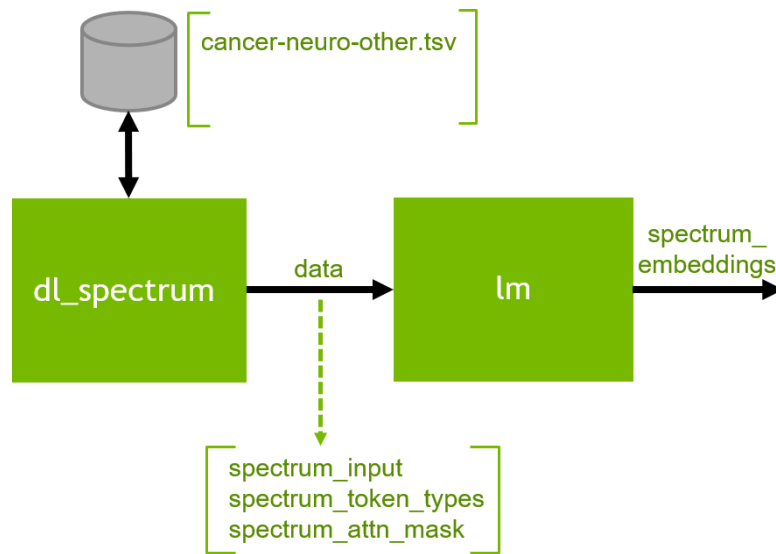 cancer-neuro-other.tsv
dl_spectrum
data
lm
spectrum_
embeddings
spectrum_input
spectrum_token_types
spectrum_attn_mask